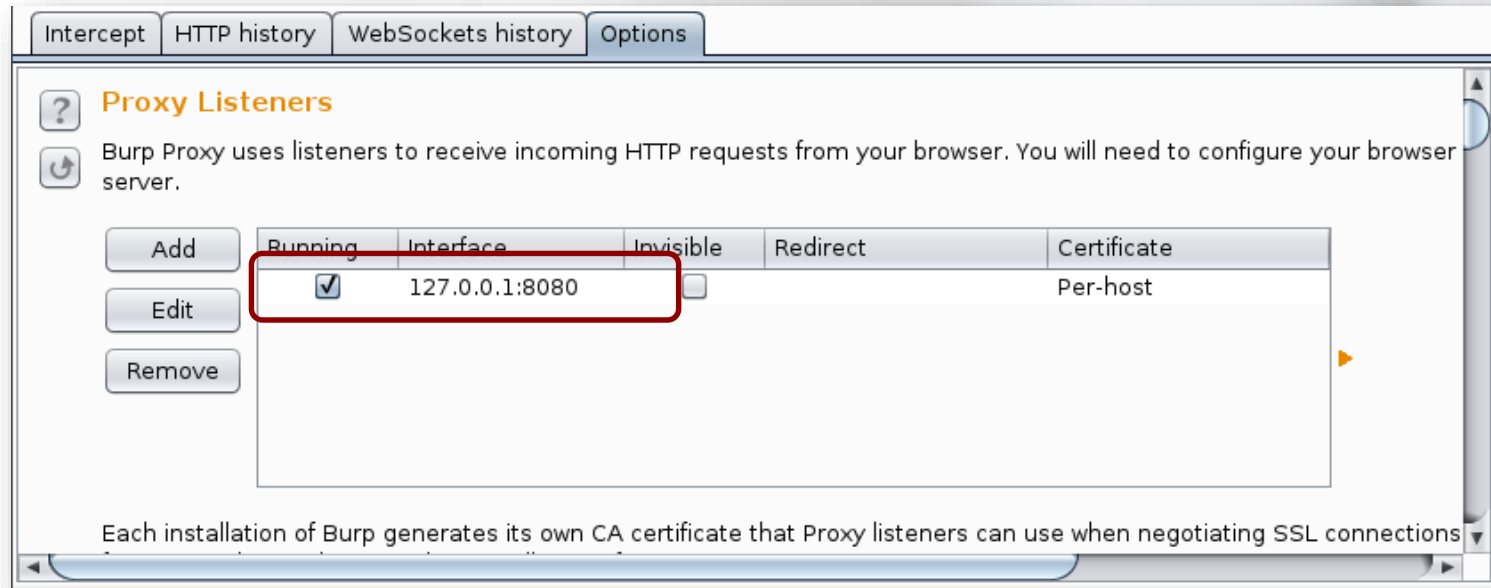 Intercept HTTP history WebSockets history Options
Proxy Listeners
Burp Proxy uses listeners to receive incoming HTTP requests from your browser. You will need to configure your browser
server.
Add Running Interface Invisible Redirect Certificate
127.0.0.1:8080 Per-host
Edit
Remove
Each installation of Burp generates its own CA certificate that Proxy listeners can use when negotiating SSL connections